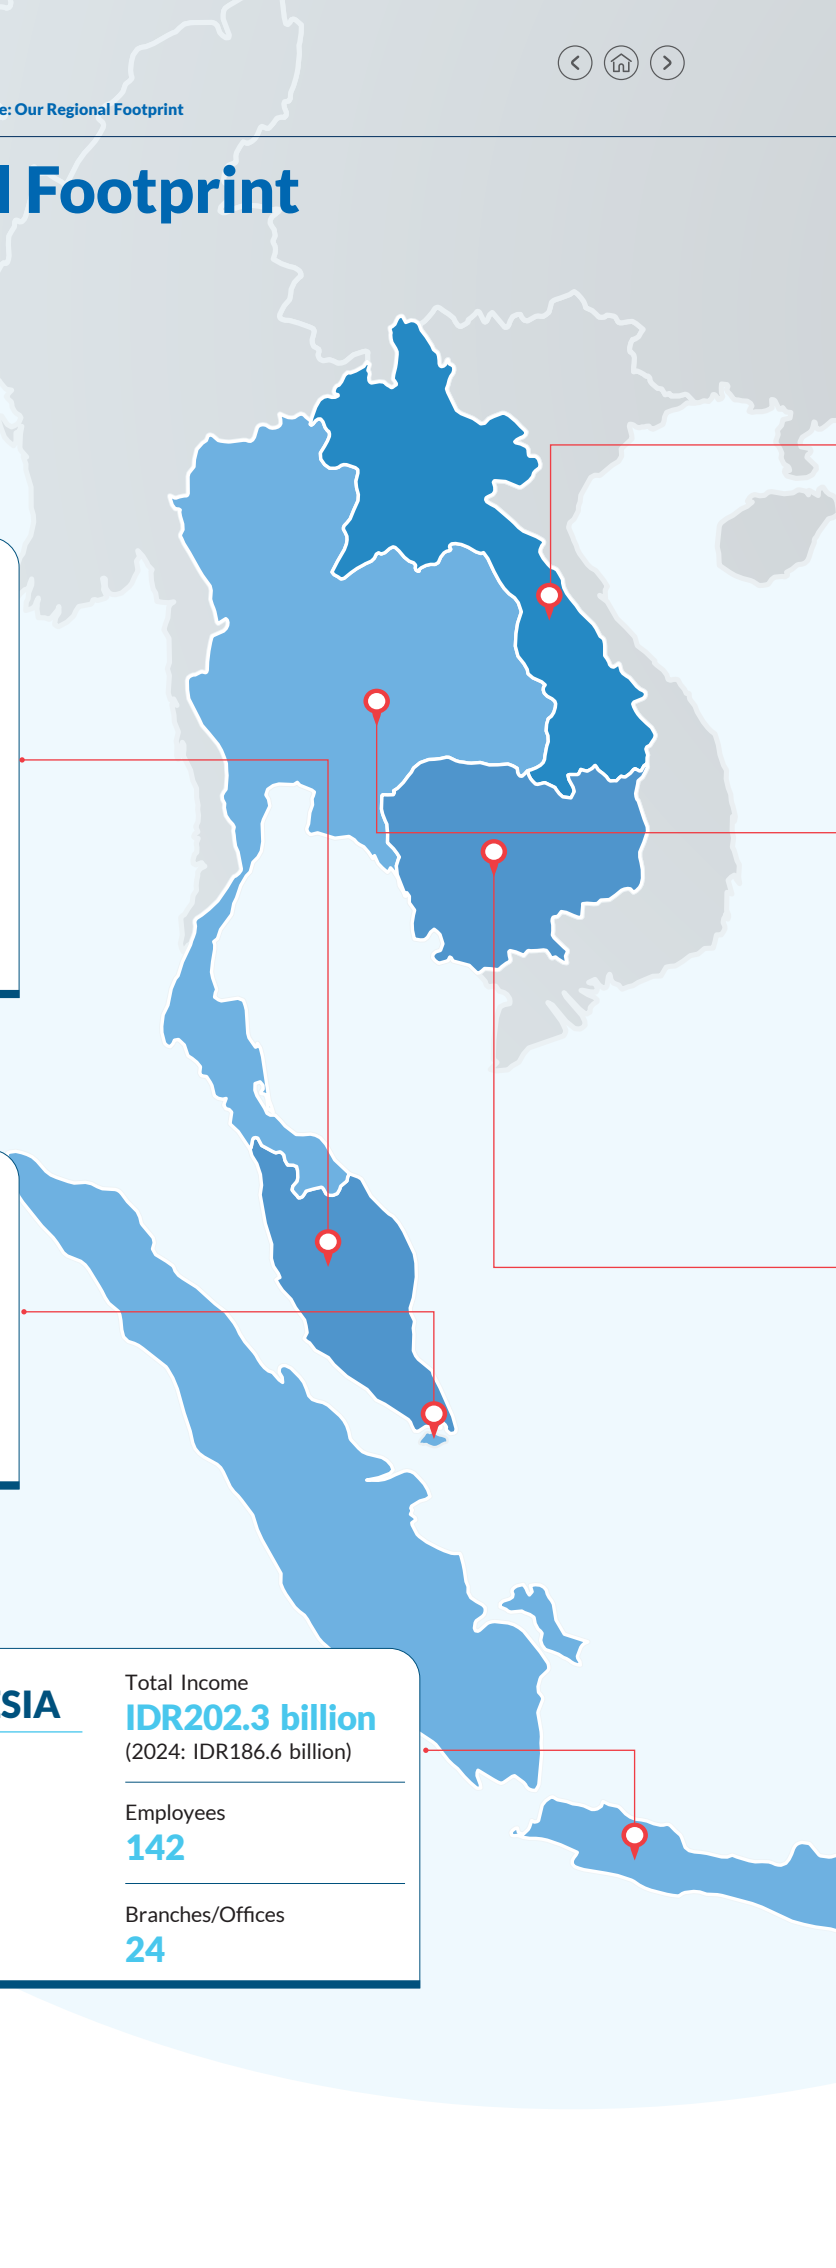 e: Our Regional Footprint
l Footprint
SIA
Total Income
IDR202.3 billion
(2024: IDR186.6 billion)
Employees
142
Branches/Offices
24